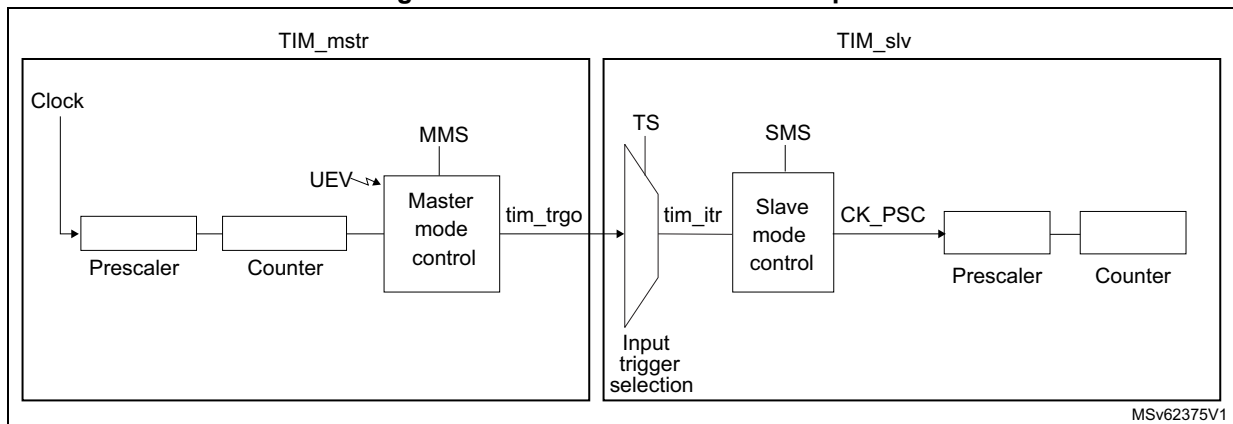 TIM_mstr
TIM_slv
Clock
MMS
TS
SMS
UEV
Master
mode
control
tim_trgo
tim_itr
Slave
mode
control
CK_PSC
Prescaler
Counter
Prescaler
Counter
Input
trigger
selection
MSv62375V1